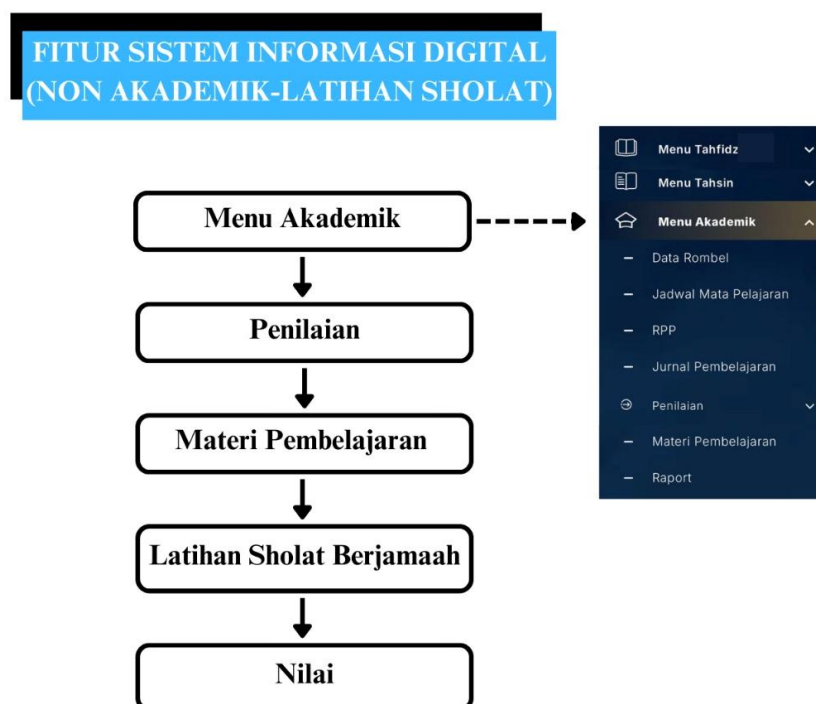 FITUR SISTEM INFORMASI DIGITAL
(NON AKADEMIK-LATIHAN SHOLAT)
Menu Akademik
Penilaian
Materi Pembelajaran
Latihan Sholat Berjamaah
Nilai
Menu Tahfidz
Menu Tahsin
Menu Akademik
Data Rombel
Jadwal Mata Pelajaran
RPP
Jurnal Pembelajaran
Penilaian
Materi Pembelajaran
Raport